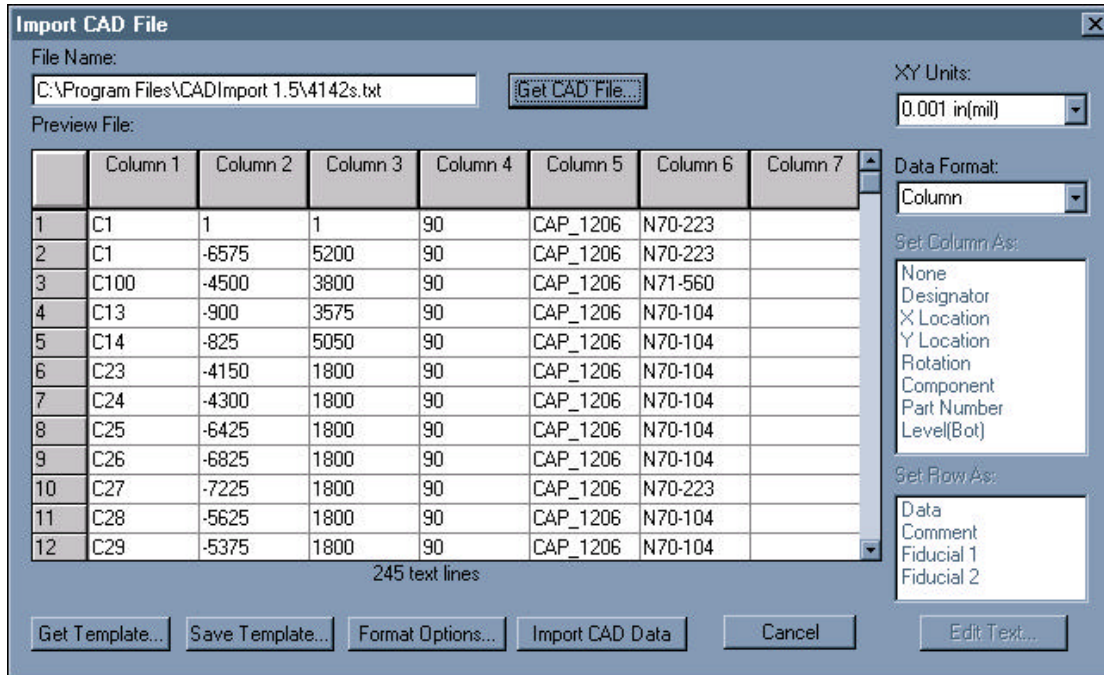 Import CAD File
File Name:
C:\Program Files\CADImport 1.5\4142s.txt
Get CAD File...
XY Units:
0.001 in(mil)
Preview File:
Column 1 Column 2 Column 3 Column 4 Column 5 Column 6 Column 7
1 C1 1 1 90 CAP_1206 N70-223
2 C1 -6575 5200 90 CAP_1206 N70-223
3 C100 -4500 3800 90 CAP_1206 N71-560
4 C13 -900 3575 90 CAP_1206 N70-104
5 C14 -825 5050 90 CAP_1206 N70-104
6 C23 -4150 1800 90 CAP_1206 N70-104
7 C24 -4300 1800 90 CAP_1206 N70-104
8 C25 -6425 1800 90 CAP_1206 N70-104
9 C26 -6825 1800 90 CAP_1206 N70-104
10 C27 -7225 1800 90 CAP_1206 N70-223
11 C28 -5625 1800 90 CAP_1206 N70-104
12 C29 -5375 1800 90 CAP_1206 N70-104
245 text lines
Data Format:
Column
Set Column As:
None
Designator
X Location
Y Location
Rotation
Component
Part Number
Level(Bot)
Set Row As:
Data
Comment
Fiducial 1
Fiducial 2
Get Template... Save Template... Format Options... Import CAD Data Cancel Edit Text...